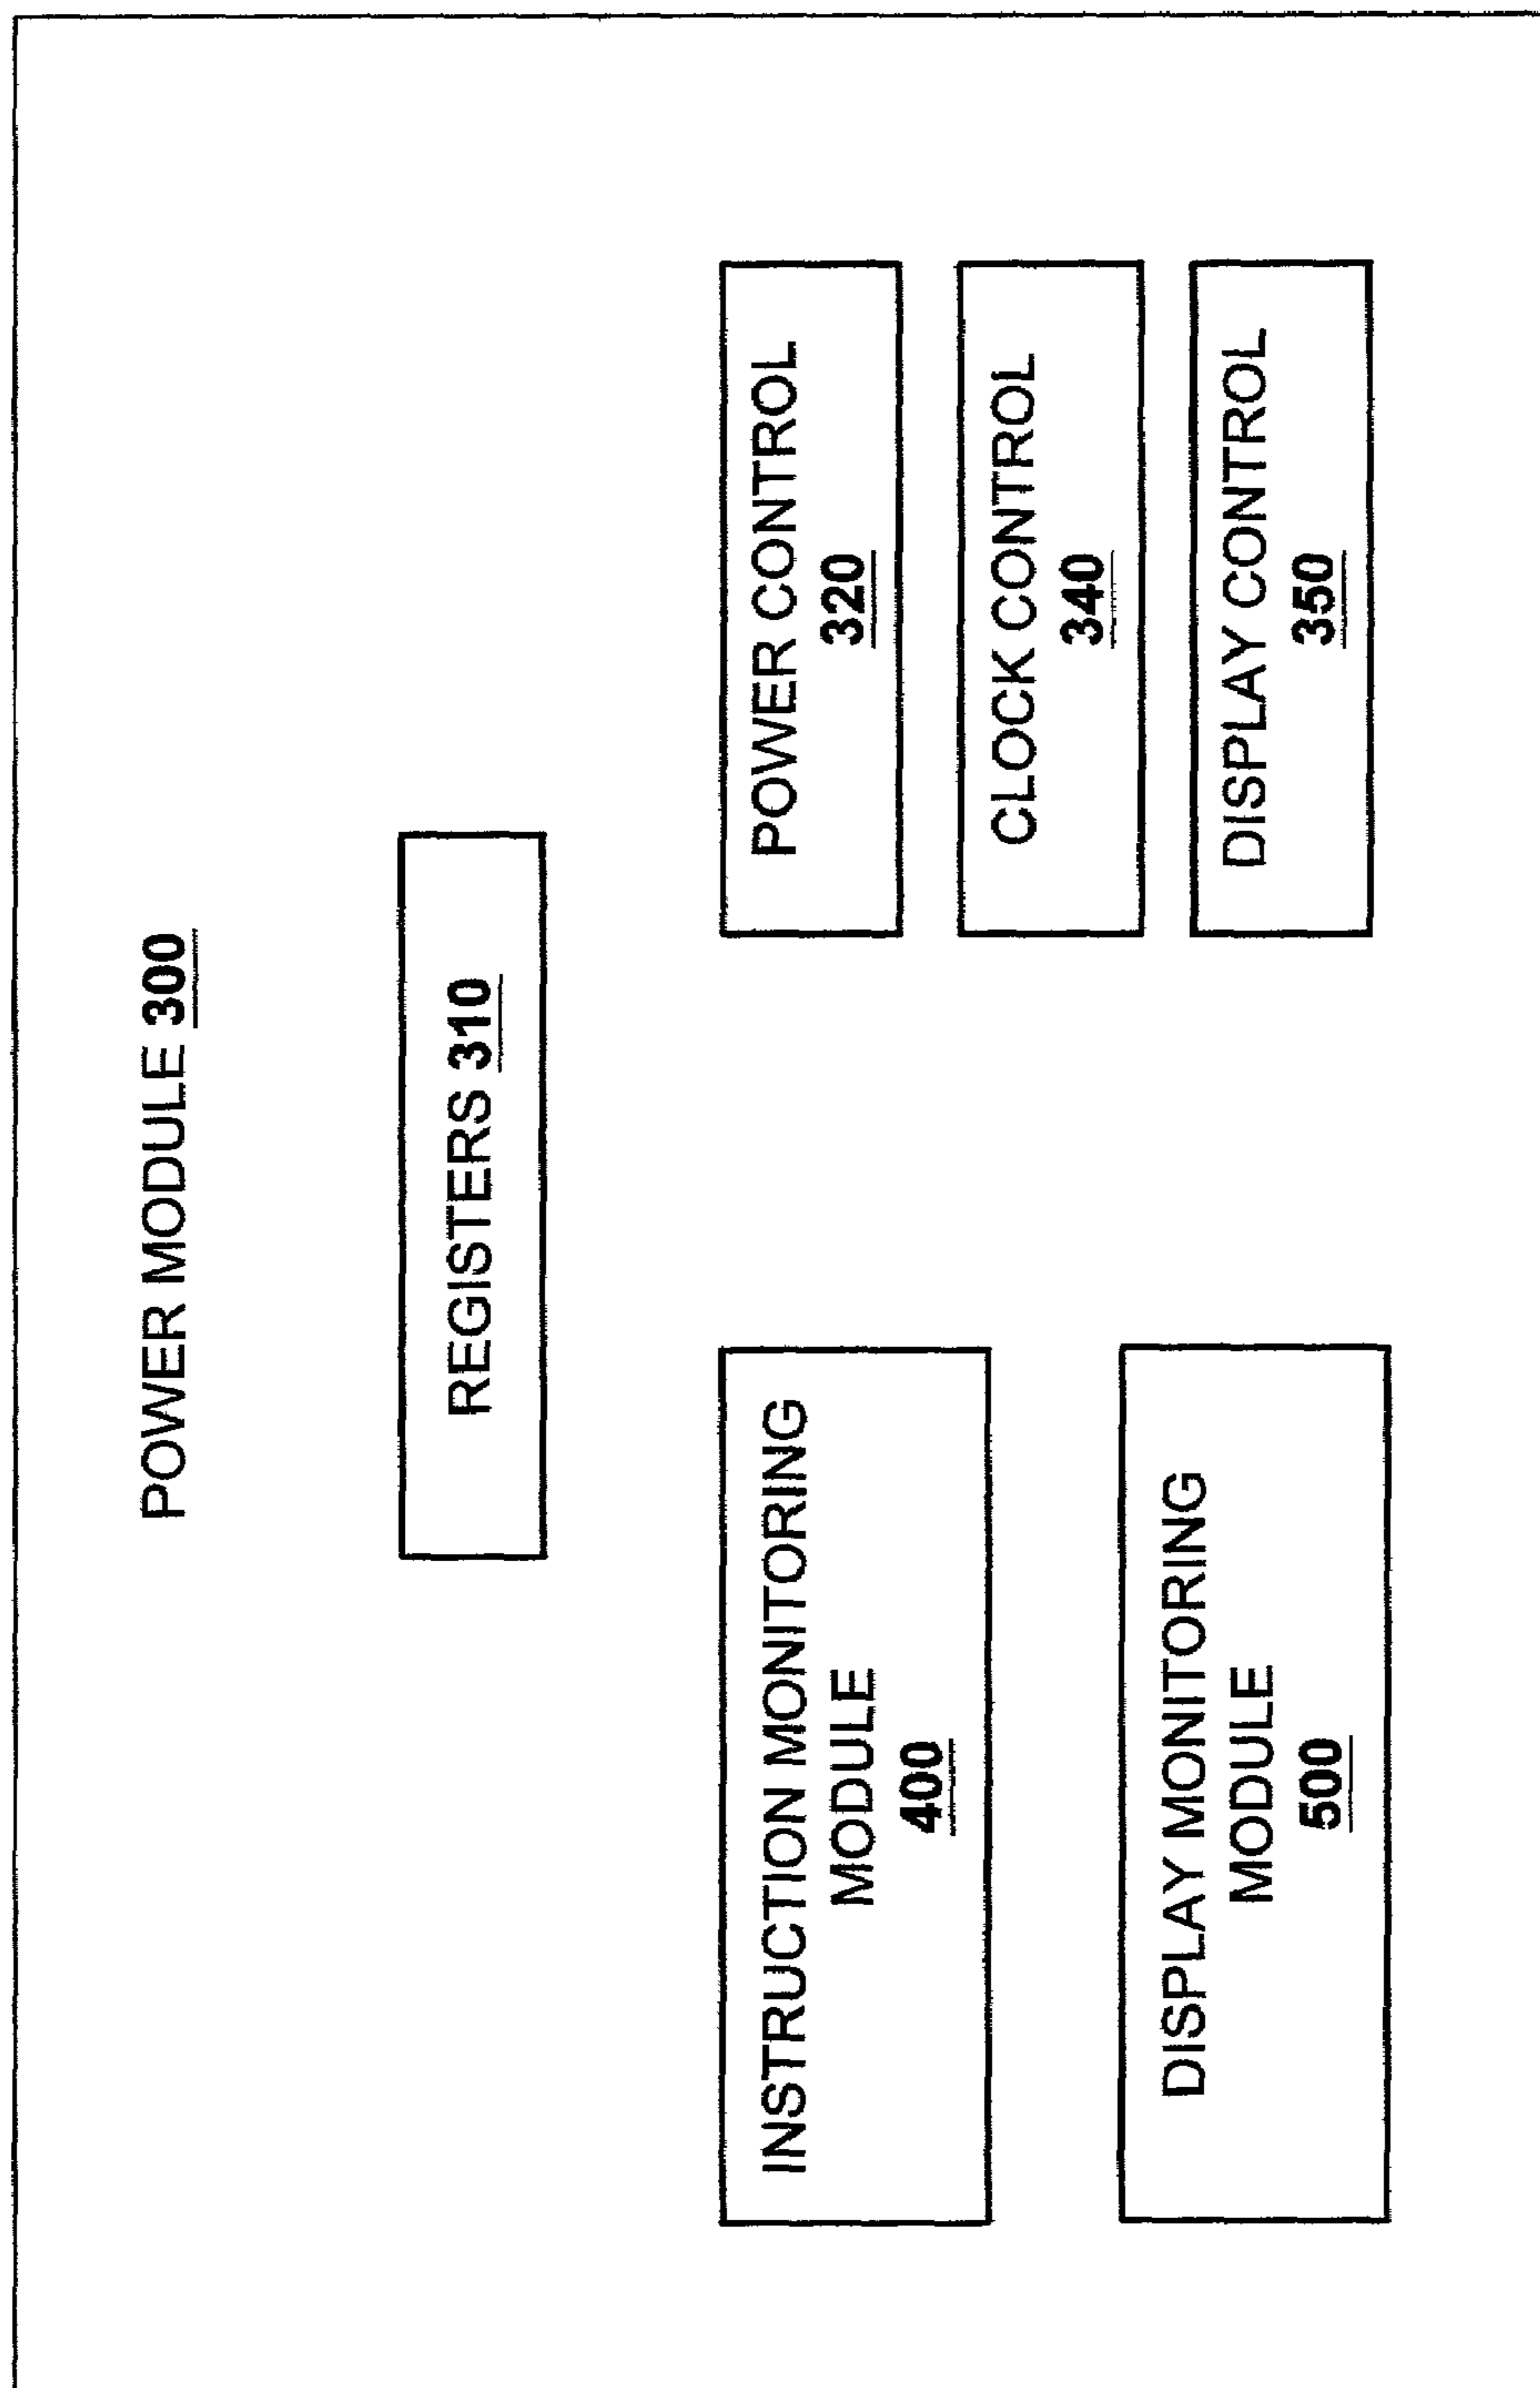 POWER MODULE 300
REGISTERS 310
INSTRUCTION MONITORING
MODULE
400
DISPLAY MONITORING
MODULE
500
POWER CONTROL
320
CLOCK CONTROL
340
DISPLAY CONTROL
350